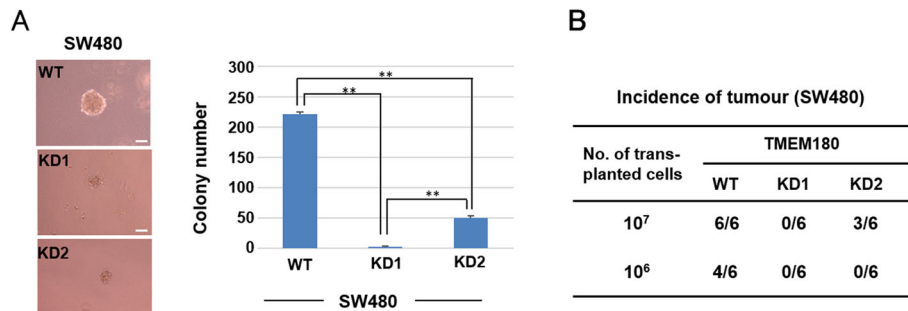 A
SW480
WT
KD1
KD2
Colony number
300
250
200
150
100
50
0
**
**
**
WT KD1 KD2
SW480
B
Incidence of tumour (SW480)
No. of trans-
planted cells
TMEM180
WT KD1 KD2
10⁷ 6/6 0/6 3/6
10⁶ 4/6 0/6 0/6